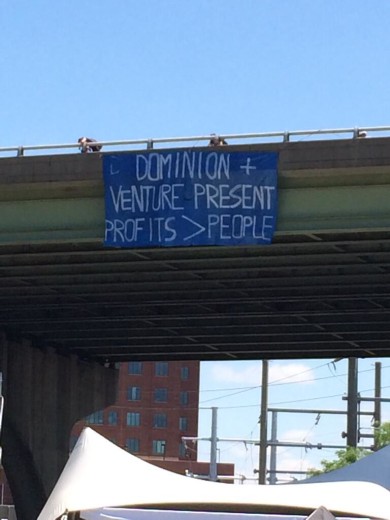 DOMINION +
VENTURE PRESENT
PROFITS > PEOPLE